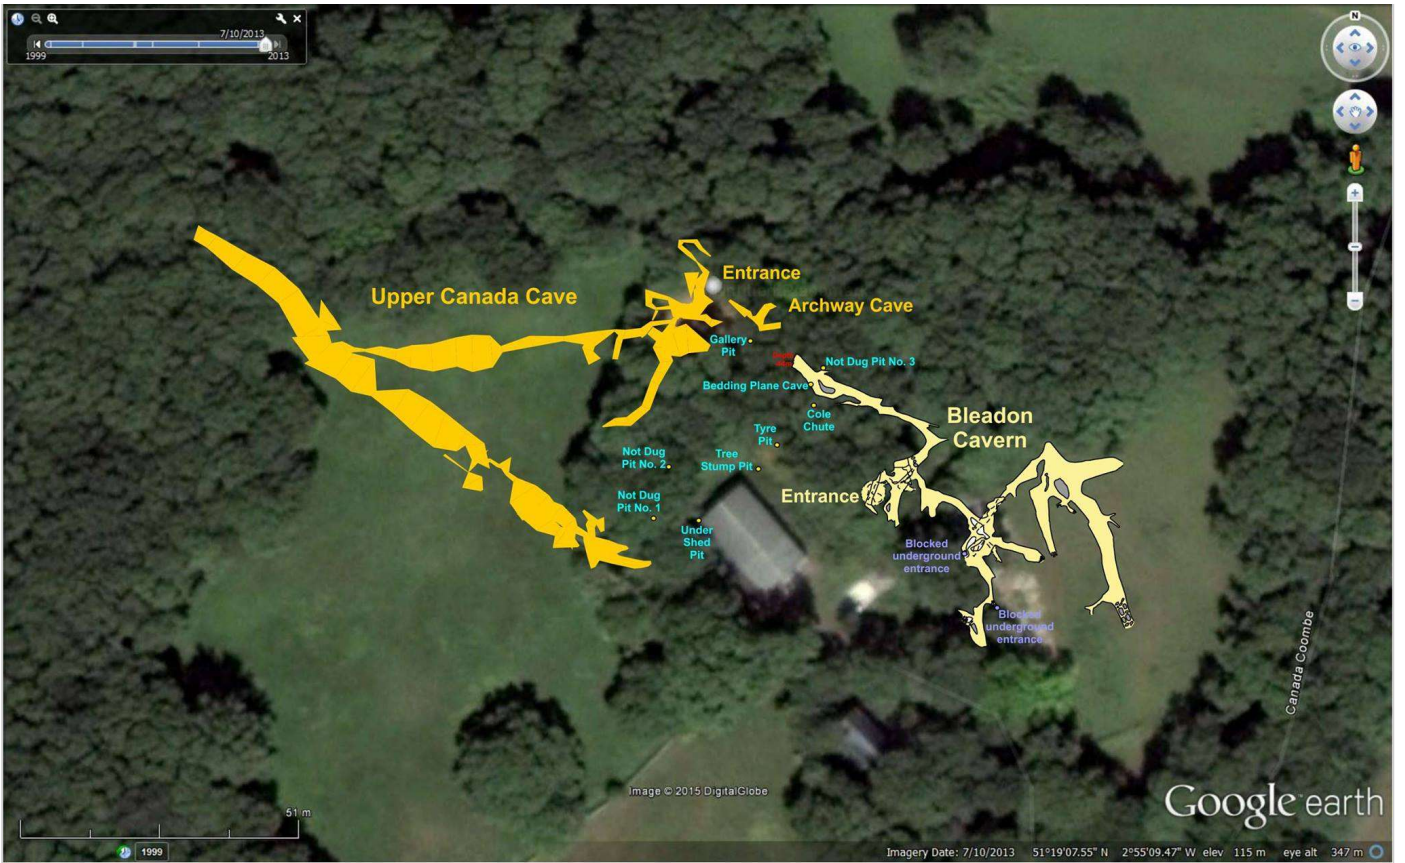 7/10/2013
1999
2013
N
Entrance
Upper Canada Cave
Archway Cave
Gallery
Pit
Not Dug Pit No. 3
Bedding Plane Cave
Cole
Chute
Bleadon
Cavern
Tyre
Pit
Not Dug
Pit No. 2
Tree
Stump Pit
Entrance
Not Dug
Pit No. 1
Under
Shed
Pit
Blocked
underground
entrance
Blocked
underground
entrance
Canada Coombe
Image © 2015 DigitalGlobe
Google earth
51 m
1999
Imagery Date: 7/10/2013 51°19'07.55" N 2°55'09.47" W elev 115 m eye alt 347 m